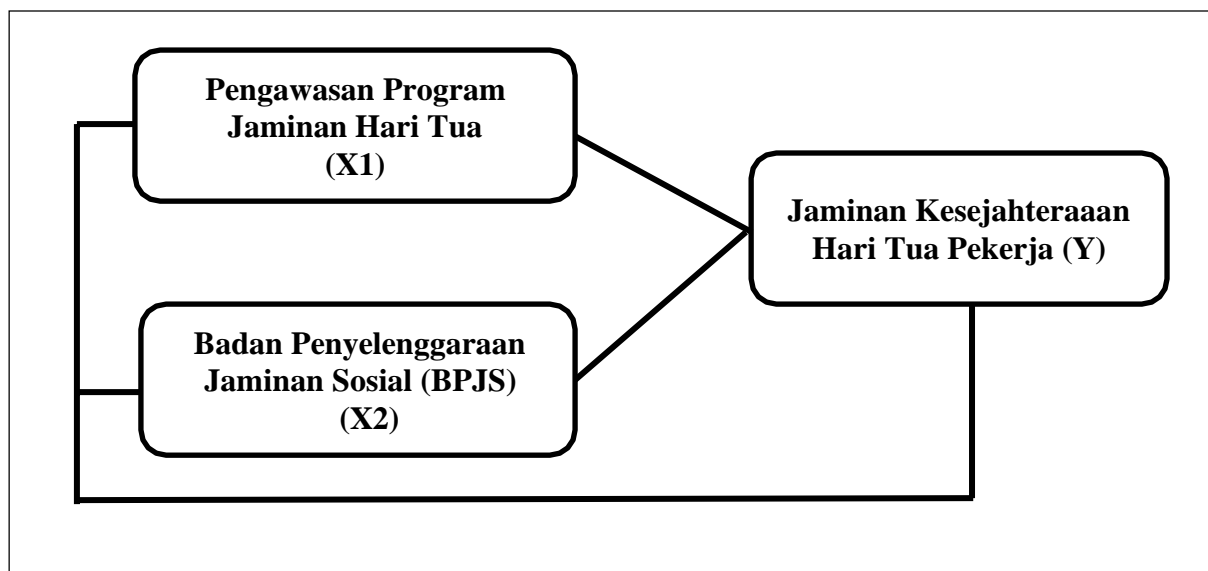 Pengawasan Program
Jaminan Hari Tua
(X1)
Jaminan Kesejahteraaan
Hari Tua Pekerja (Y)
Badan Penyelenggaraan
Jaminan Sosial (BPJS)
(X2)